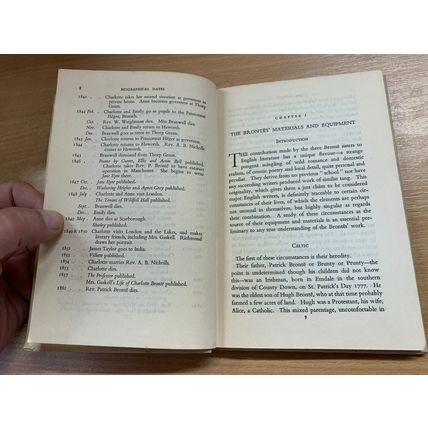 8 BIOGRAPHICAL DATES
1841 . . Charlotte takes her second situation as governess in
private house. Anne becomes governess at Thorp
Green.
1842 Feb. . Charlotte and Emily go as pupils to the Pensionnat
Héger, Brussels.
Oct. . Rev. W. Weightman dies. Miss Branwell dies.
Nov. . Charlotte and Emily return to Haworth.
Dec. . Branwell goes as tutor to Thorp Green.
1843 Jan. . Charlotte returns to Pensionnat Héger as governess.
1844 . . Charlotte returns to Haworth. Rev. A. B. Nicholls
comes to Haworth.
1845 . . Branwell dismissed from Thorp Green.
1846 . . Poems by Currer, Ellis and Acton Bell published.
Charlotte takes Rev. P. Brontë to have cataract
operation in Manchester. She begins to write
Jane Eyre there.
1847 Oct. . Jane Eyre published.
Dec. . Wuthering Heights and Agnes Grey published.
1848 July . Charlotte and Anne visit London.
The Tenant of Wildfell Hall published.
Sept. . Branwell dies.
Dec. . Emily dies.
1849 May . Anne dies at Scarborough.
Shirley published.
1849 & 1850 Charlotte visits London and the Lakes, and makes
literary friends, including Mrs. Gaskell. Richmond
draws her portrait.
1851 . . James Taylor goes to India.
1853 . . Villette published.
1854 . . Charlotte marries Rev. A. B. Nicholls.
1855 . . Charlotte dies.
1857 . . The Professor published.
Mrs. Gaskell's Life of Charlotte Brontë published.
1861 . . Rev. Patrick Brontë dies.
CHAPTER I
THE BRONTËS' MATERIALS AND EQUIPMENT
INTRODUCTION
THE contribution made by the three Brontë sisters to
English literature has a unique flavour—a strange
mingling of wild romance and domestic
realism, of cosmic poetry and local detail, quite personal and
peculiar. They derive from no previous "school" nor have
any succeeding writers produced work of similar tang. This
originality, which gives them a just claim to be considered
major English writers, is definitely traceable to certain cir-
cumstances of their lives, of which the elements are perhaps
not unusual in themselves, but highly singular as regards
their combination. A study of these circumstances in the
nature of their equipment and materials is an essential pre-
liminary to any true understanding of the Brontës' work.
CELTIC
The first of these circumstances is their heredity.
Their father, Patrick Brontë or Brunty or Prunty—the
point is undetermined though his children did not know
this—was an Irishman, born in Emdale in the southern
division of County Down, on St. Patrick's Day 1777. He
was the eldest son of Hugh Brontë, who at that time probably
farmed a few acres of land. Hugh was a Protestant, his wife,
Alice, a Catholic. This mixed parentage, uncomfortable in
9